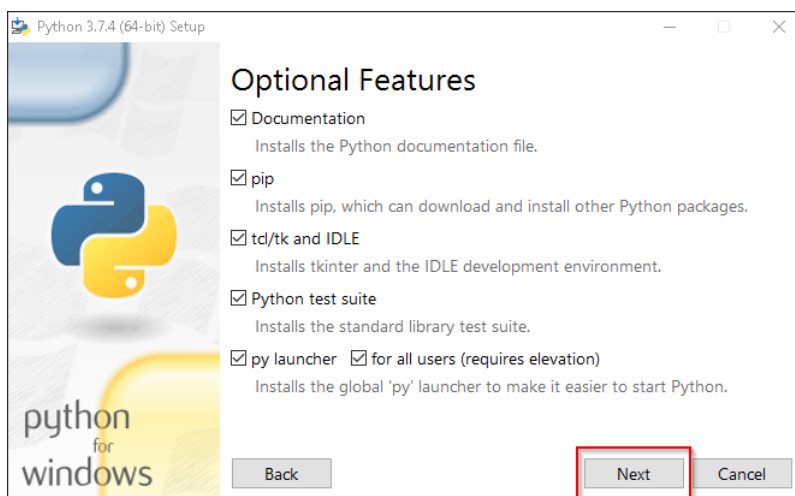 Python 3.7.4 (64-bit) Setup
Optional Features
Documentation
Installs the Python documentation file.
pip
Installs pip, which can download and install other Python packages.
tcl/tk and IDLE
Installs tkinter and the IDLE development environment.
Python test suite
Installs the standard library test suite.
py launcher for all users (requires elevation)
Installs the global 'py' launcher to make it easier to start Python.
python
for
windows
Back Next Cancel